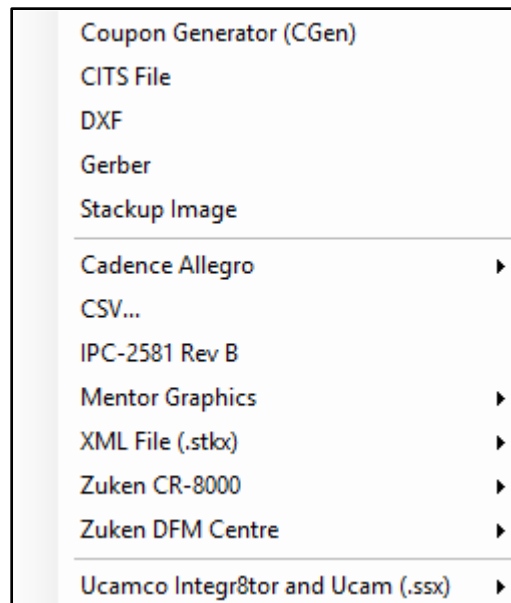 Coupon Generator (CGen)
CITS File
DXF
Gerber
Stackup Image
Cadence Allegro
CSV...
IPC-2581 Rev B
Mentor Graphics
XML File (.stkx)
Zuken CR-8000
Zuken DFM Centre
Ucamco Integr8tor and Ucam (.ssx)